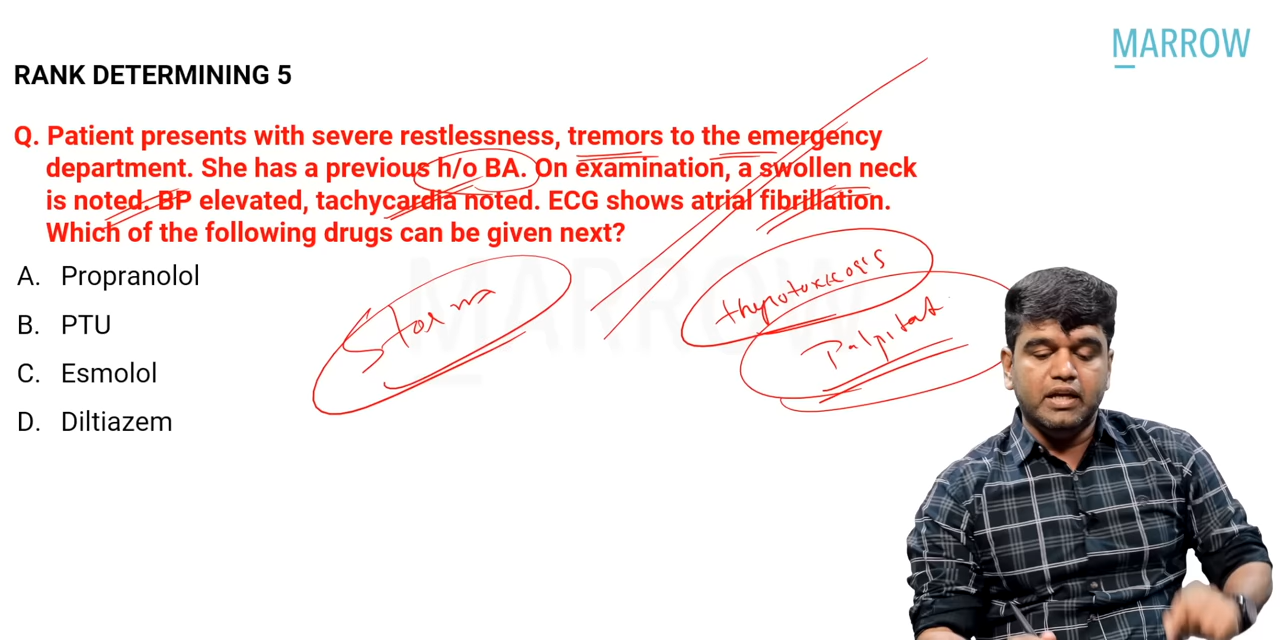 MARROW
RANK DETERMINING 5
Q. Patient presents with severe restlessness, tremors to the emergency
department. She has a previous h/o BA. On examination, a swollen neck
is noted. BP elevated, tachycardia noted. ECG shows atrial fibrillation.
Which of the following drugs can be given next?
A. Propranolol
B. PTU
C. Esmolol
D. Diltiazem
Storm
thyrotoxicosis
Palpitat
MARROW